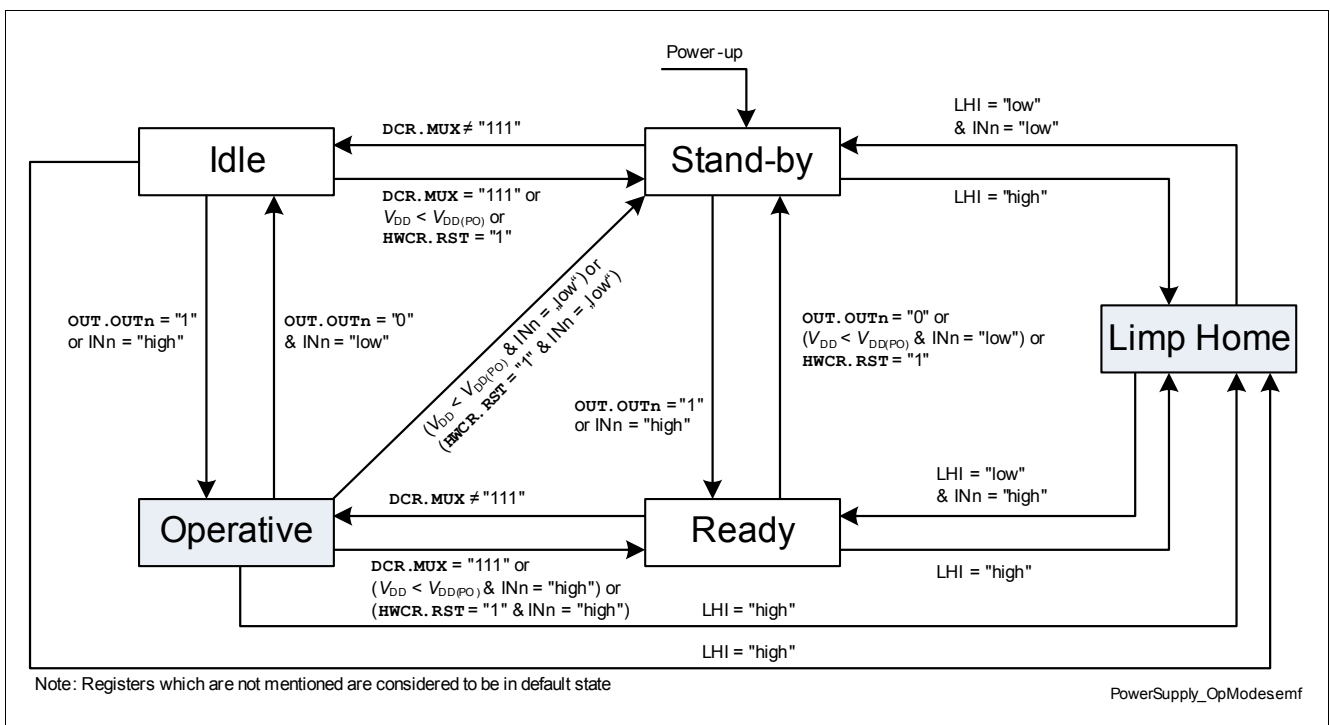 Power-up
LHI = "low"
& INn = "low"
DCR.MUX ≠ "111"
Idle
Stand-by
DCR.MUX = "111" or
VDD < VDD(PO) or
HWCR.RST = "1"
LHI = "high"
(VDD < VDD(PO) & INn = „low“) or
(HWCR.RST = "1" & INn = „low“)
OUT.OUTn = "1"
or INn = "high"
OUT.OUTn = "0"
& INn = "low"
OUT.OUTn = "0" or
(VDD < VDD(PO) & INn = "low") or
HWCR.RST = "1"
Limp Home
OUT.OUTn = "1"
or INn = "high"
LHI = "low"
& INn = "high"
DCR.MUX ≠ "111"
Operative
Ready
DCR.MUX = "111" or
(VDD < VDD(PO) & INn = "high") or
(HWCR.RST = "1" & INn = "high")
LHI = "high"
LHI = "high"
LHI = "high"
Note: Registers which are not mentioned are considered to be in default state
PowerSupply_OpModes.emf